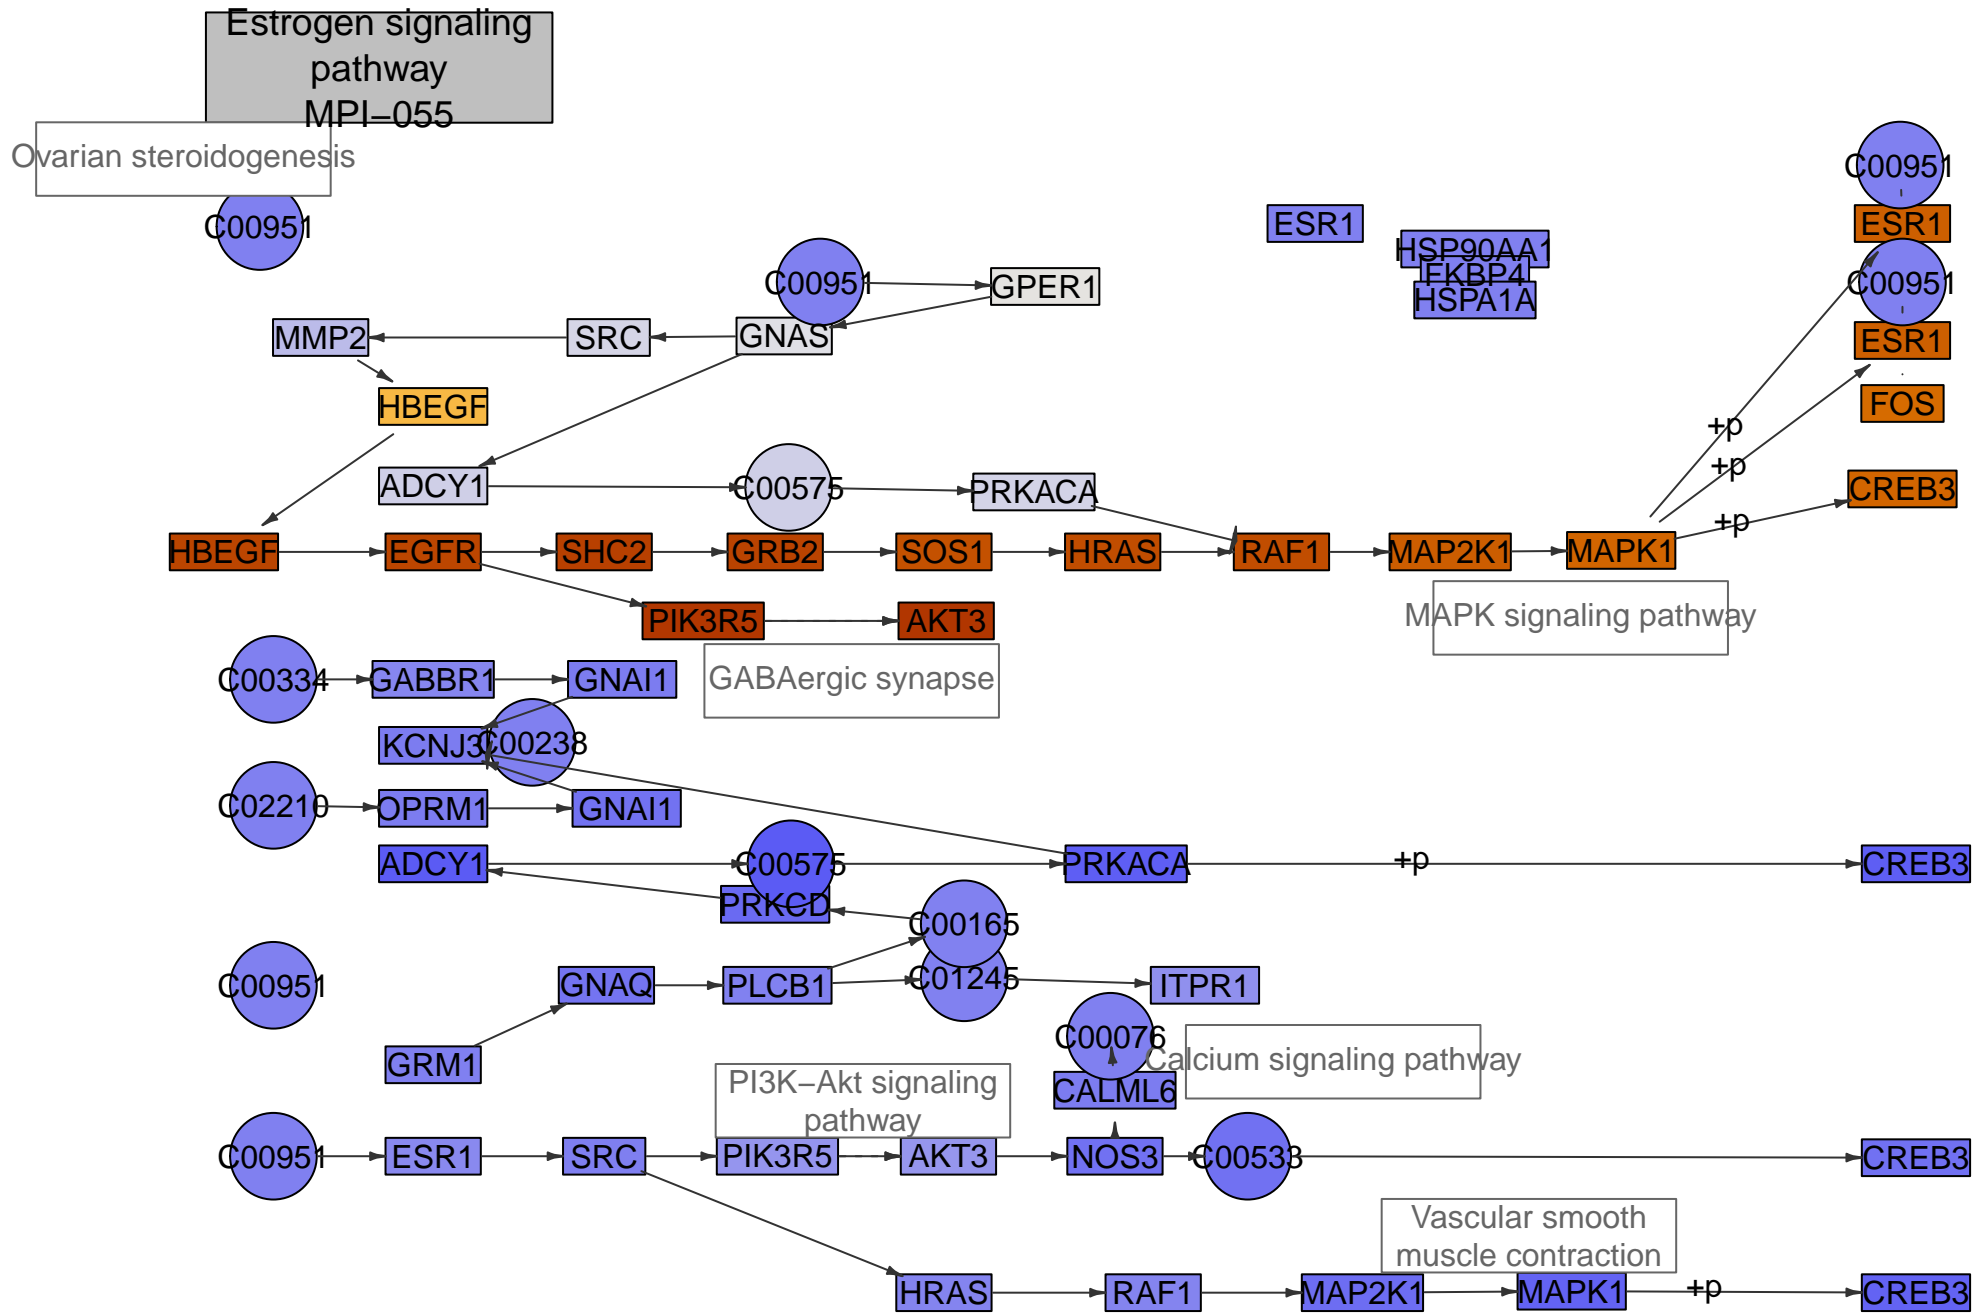 Estrogen signaling
pathway
MPI−055
Ovarian steroidogenesis
C00951
C00951
ESR1
ESR1
HSP90AA1
FKBP4
HSPA1A
C00951
GPER1
C00951
ESR1
MMP2
SRC
GNAS
HBEGF
FOS
+p
+p
ADCY1
C00575
PRKACA
CREB3
+p
HBEGF
EGFR
SHC2
GRB2
SOS1
HRAS
RAF1
MAP2K1
MAPK1
PIK3R5
AKT3
MAPK signaling pathway
C00334
GABBR1
GNAI1
GABAergic synapse
KCNJ3
C00238
C02210
OPRM1
GNAI1
ADCY1
C00575
PRKACA
+p
CREB3
PRKCD
C00165
C00951
GNAQ
PLCB1
C01245
ITPR1
GRM1
C00076
Calcium signaling pathway
CALML6
PI3K−Akt signaling
pathway
C00951
ESR1
SRC
PIK3R5
AKT3
NOS3
C00533
CREB3
Vascular smooth
muscle contraction
HRAS
RAF1
MAP2K1
MAPK1
+p
CREB3